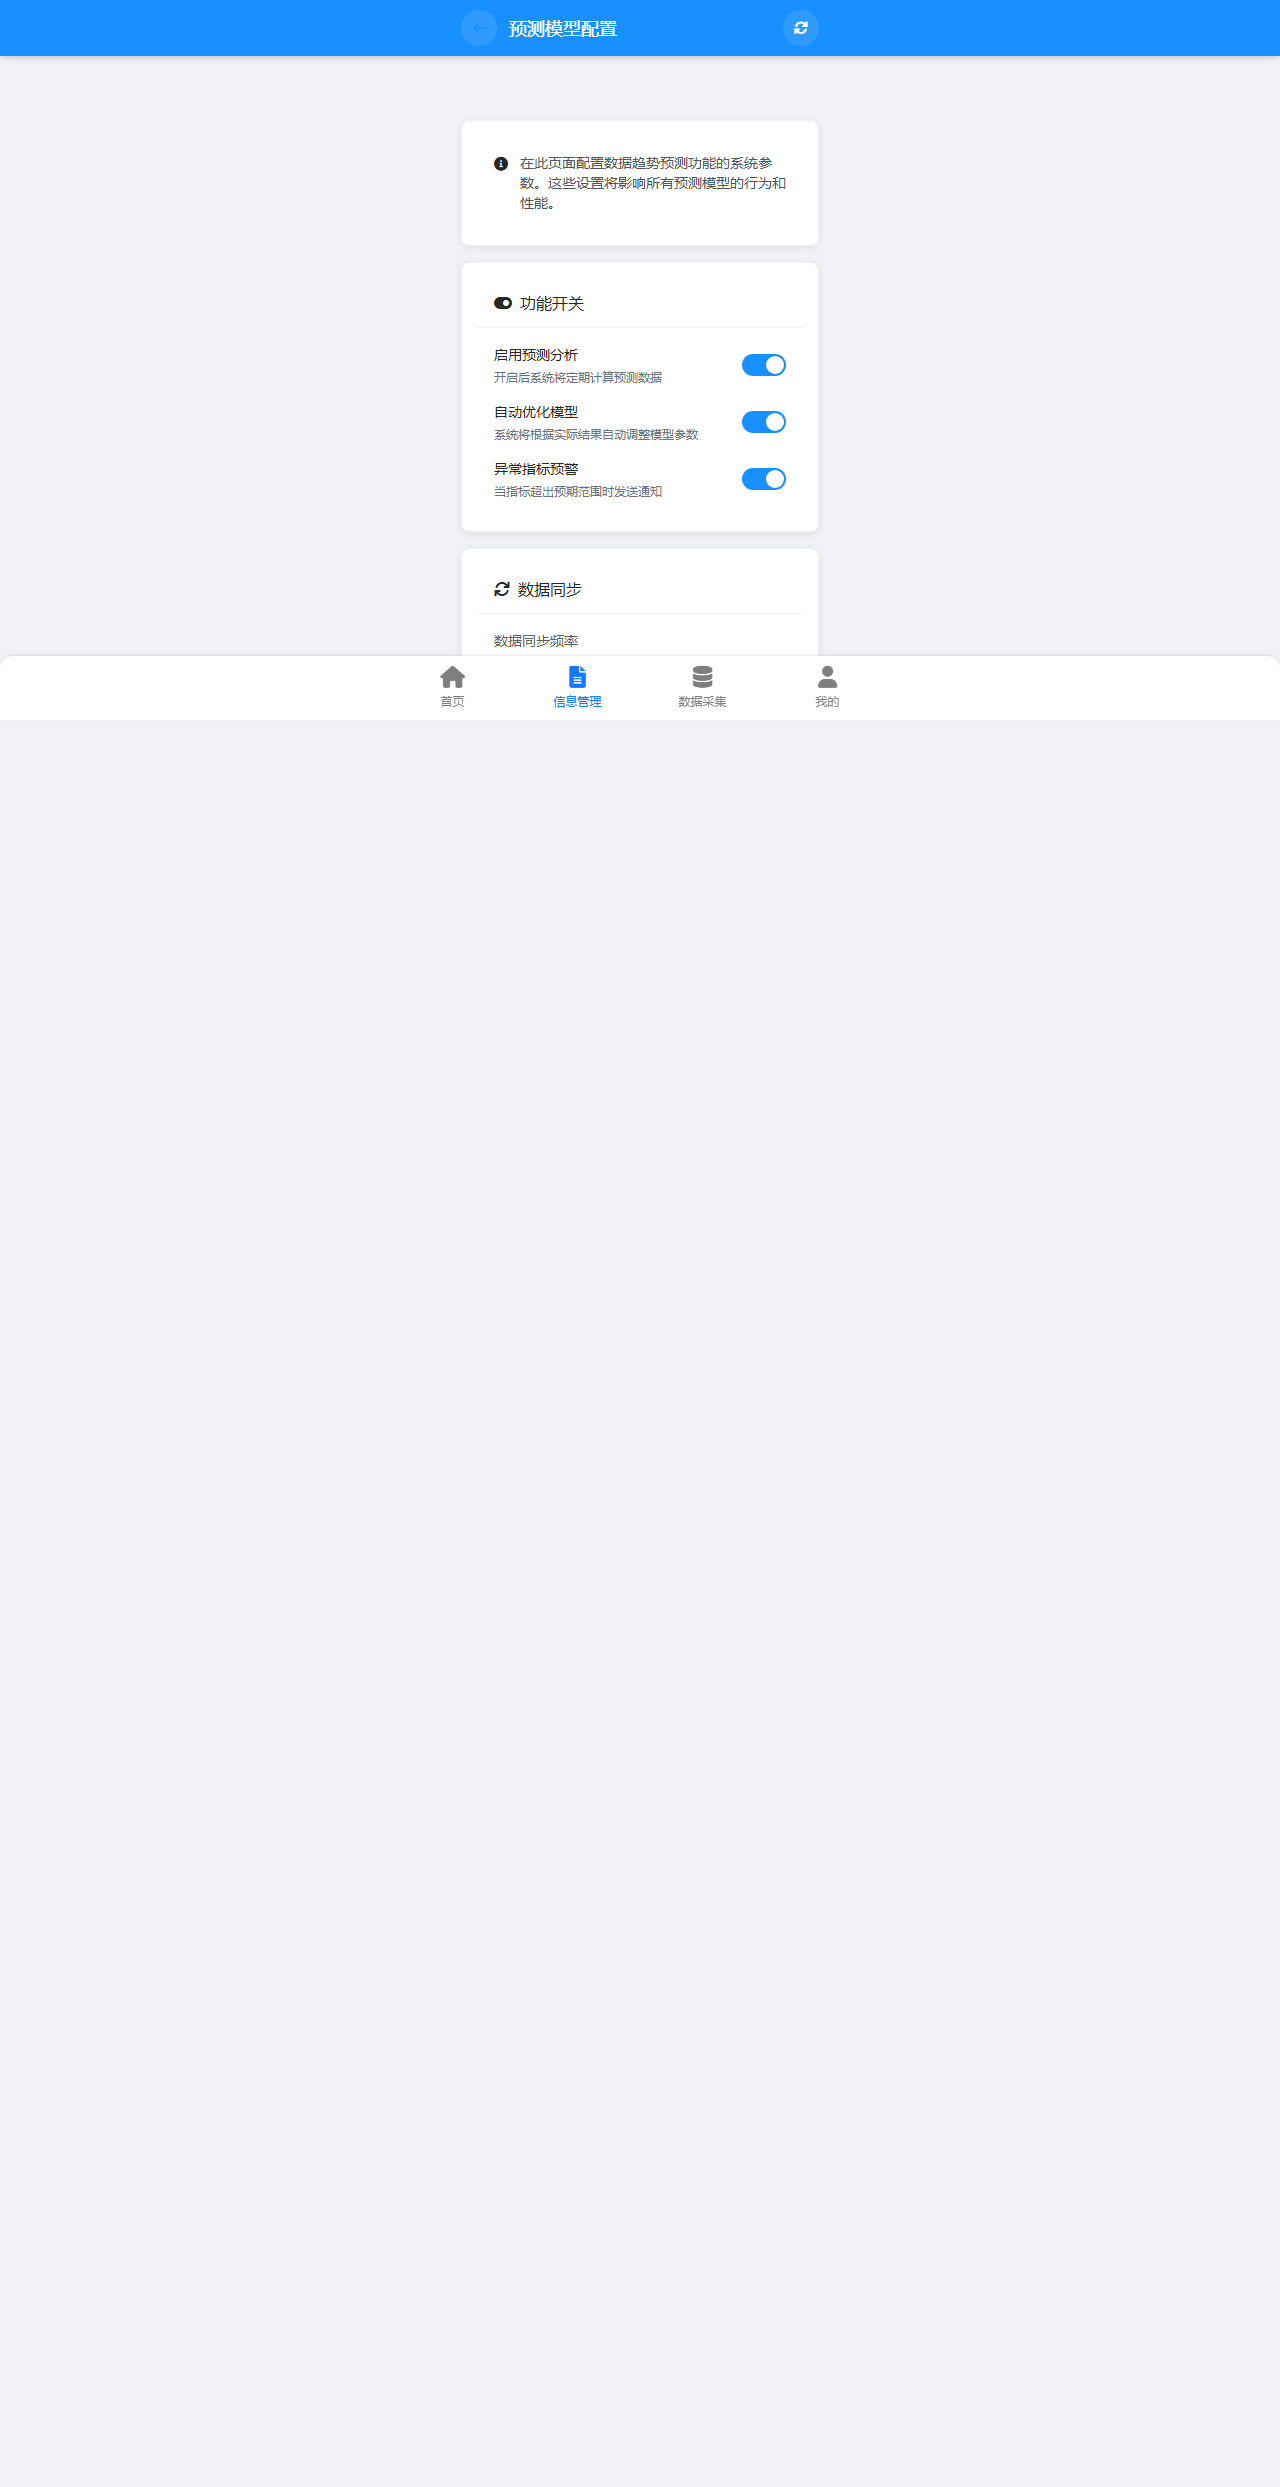 预测模型配置
在此页面配置数据趋势预测功能的系统参
数。这些设置将影响所有预测模型的行为和
性能。
功能开关
启用预测分析
开启后系统将定期计算预测数据
自动优化模型
系统将根据实际结果自动调整模型参数
异常指标预警
当指标超出预期范围时发送通知
数据同步
数据同步频率
首页
信息管理
数据采集
我的